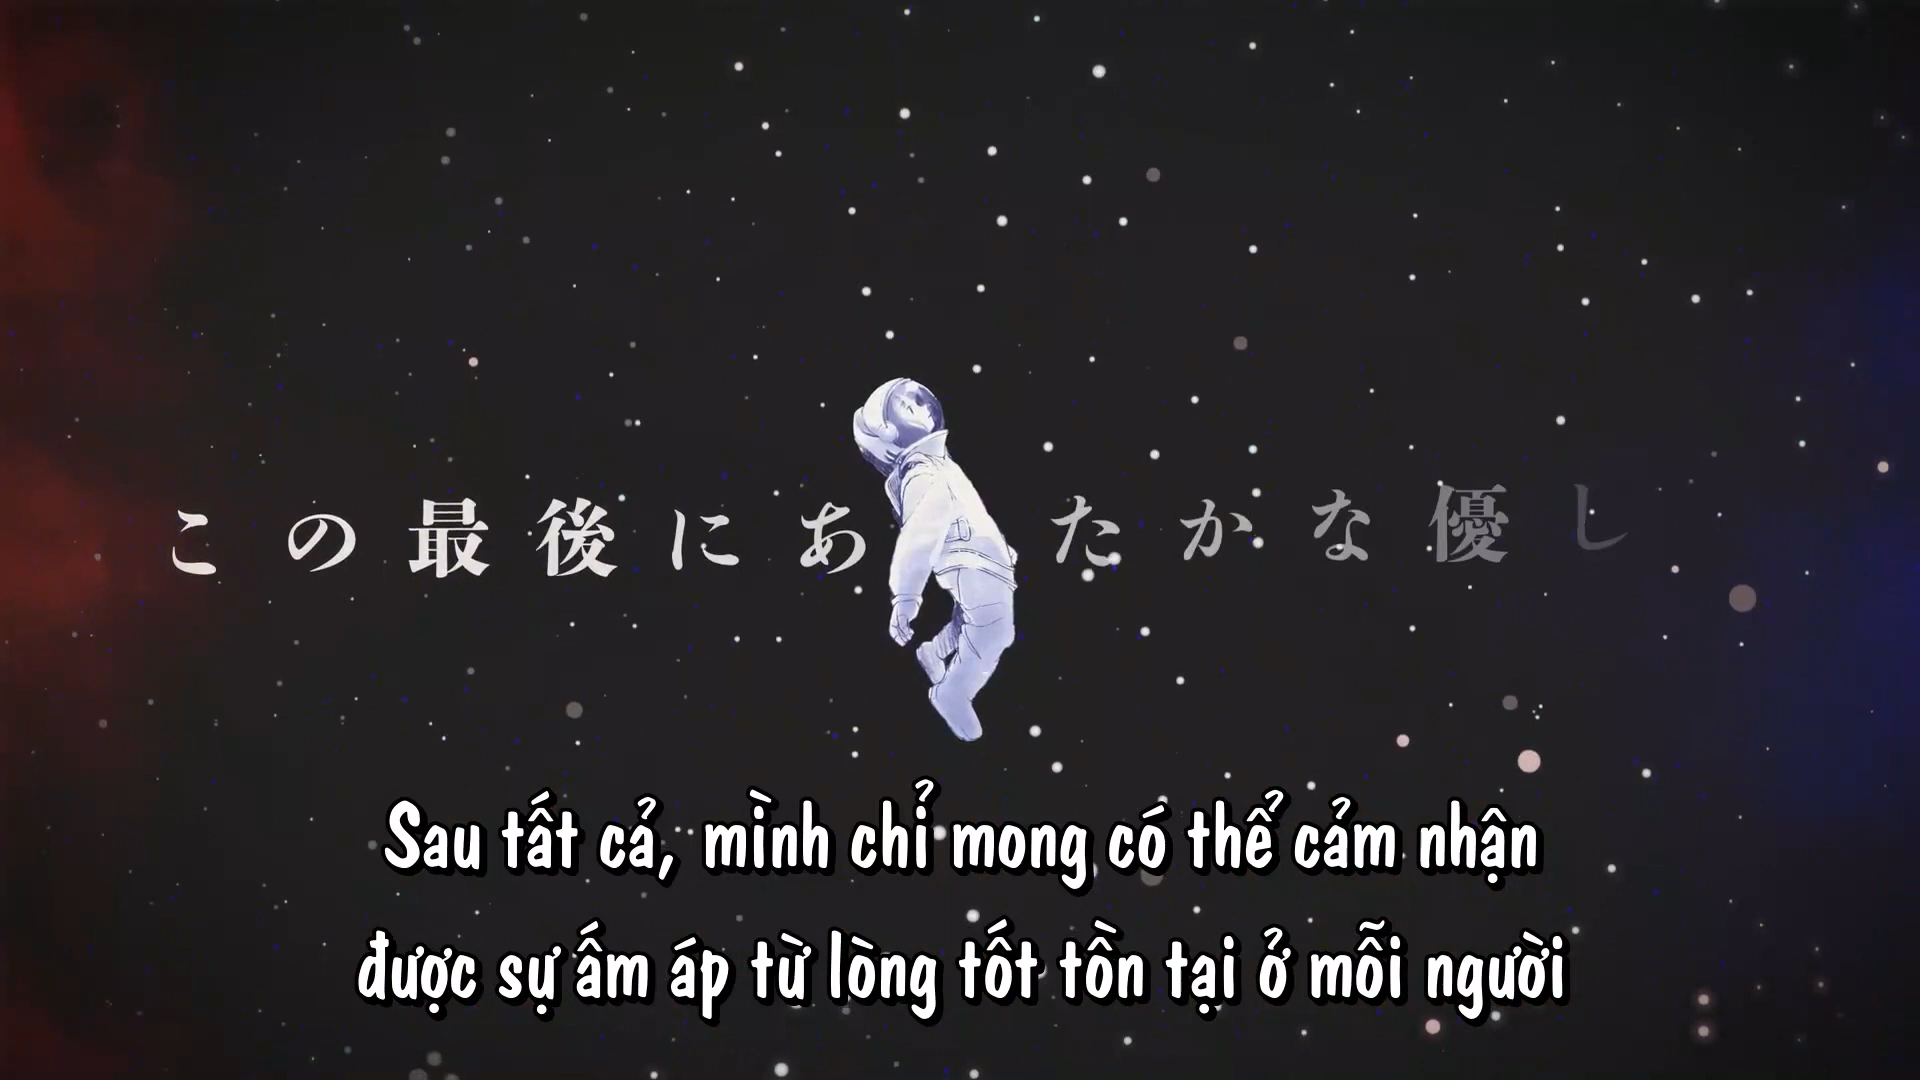 この最後にあたかな優し
Sau tất cả, mình chỉ mong có thể cảm nhận
được sự ấm áp từ lòng tốt tồn tại ở mỗi người